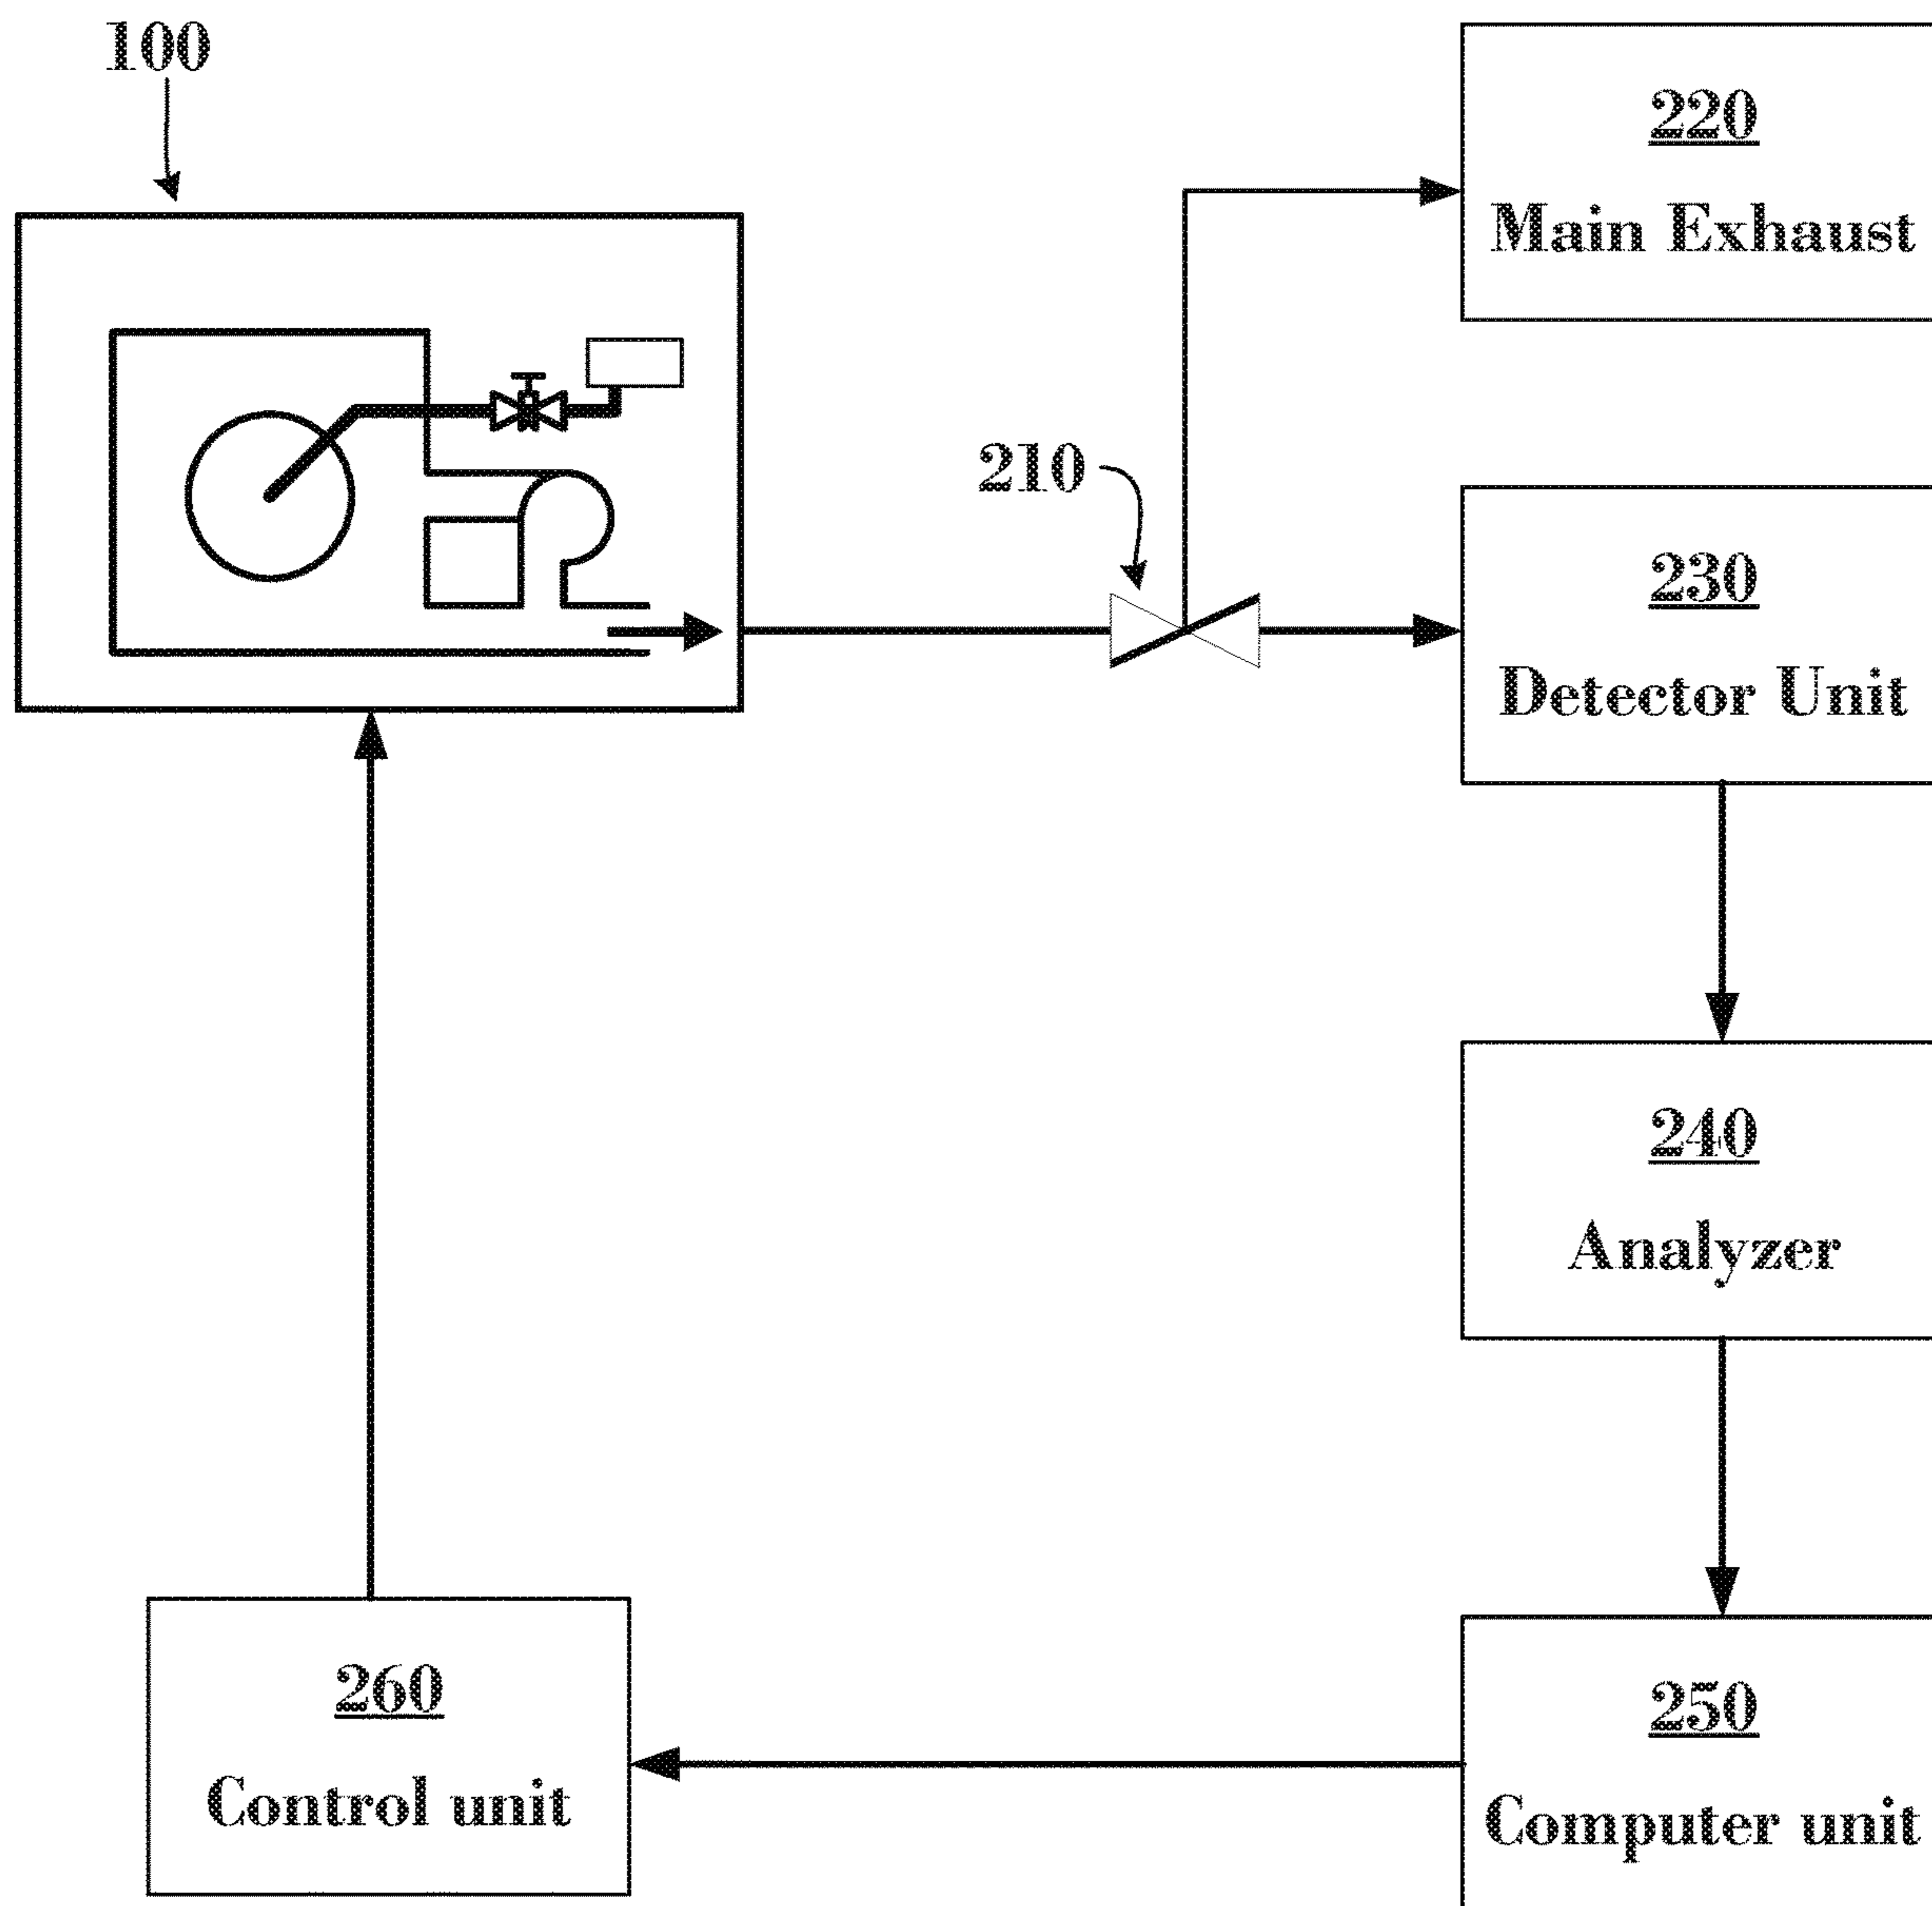 100
220
Main Exhaust
210
230
Detector Unit
240
Analyzer
260
Control unit
250
Computer unit